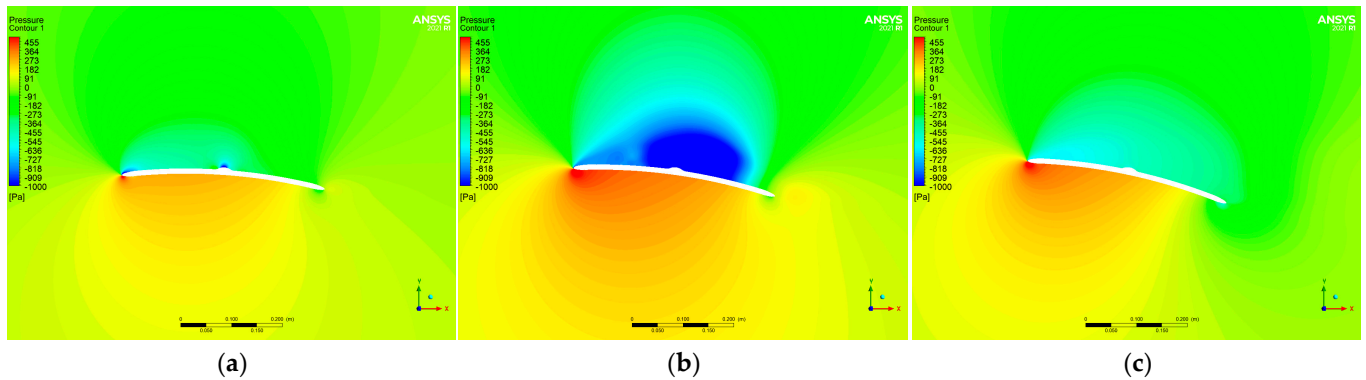 Pressure
Contour 1
455
364
273
182
91
0
-91
-182
-364
-455
-545
-636
-727
-818
-909
-1000
[Pa]
ANSYS
2021 R1
Y
X
0
0.100
0.200
(m)
0.050
0.150
(a)
Pressure
Contour 1
455
364
273
182
91
0
-91
-182
-364
-455
-545
-636
-727
-818
-909
-1000
[Pa]
ANSYS
2021 R1
Y
X
0
0.100
0.200
(m)
0.050
0.150
(b)
Pressure
Contour 1
455
364
273
182
91
0
-91
-182
-364
-455
-545
-636
-727
-818
-909
-1000
[Pa]
ANSYS
2021 R1
Y
X
0
0.100
0.200
(m)
0.050
0.150
(c)